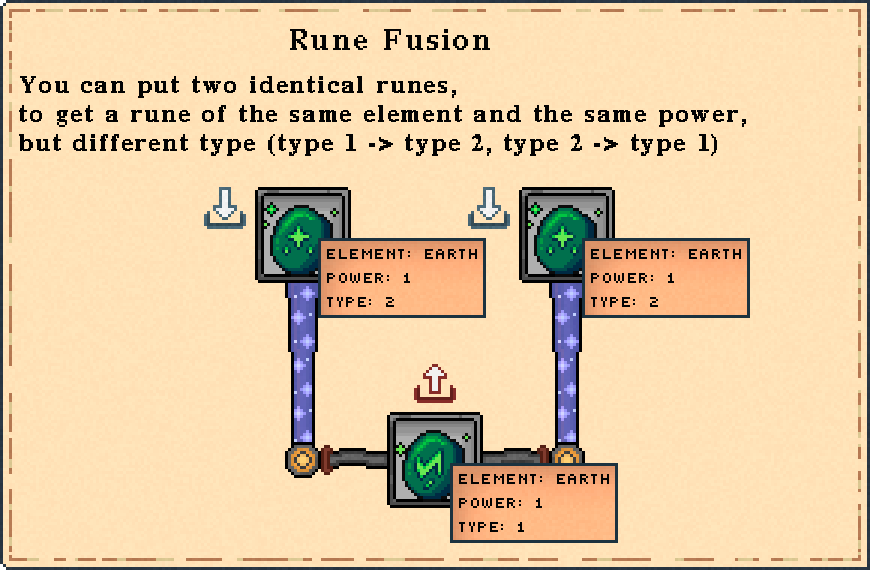 Rune Fusion
You can put two identical runes,
to get a rune of the same element and the same power,
but different type (type 1 -> type 2, type 2 -> type 1)
ELEMENT: EARTH
POWER: 1
TYPE: 2
ELEMENT: EARTH
POWER: 1
TYPE: 2
ELEMENT: EARTH
POWER: 1
TYPE: 1